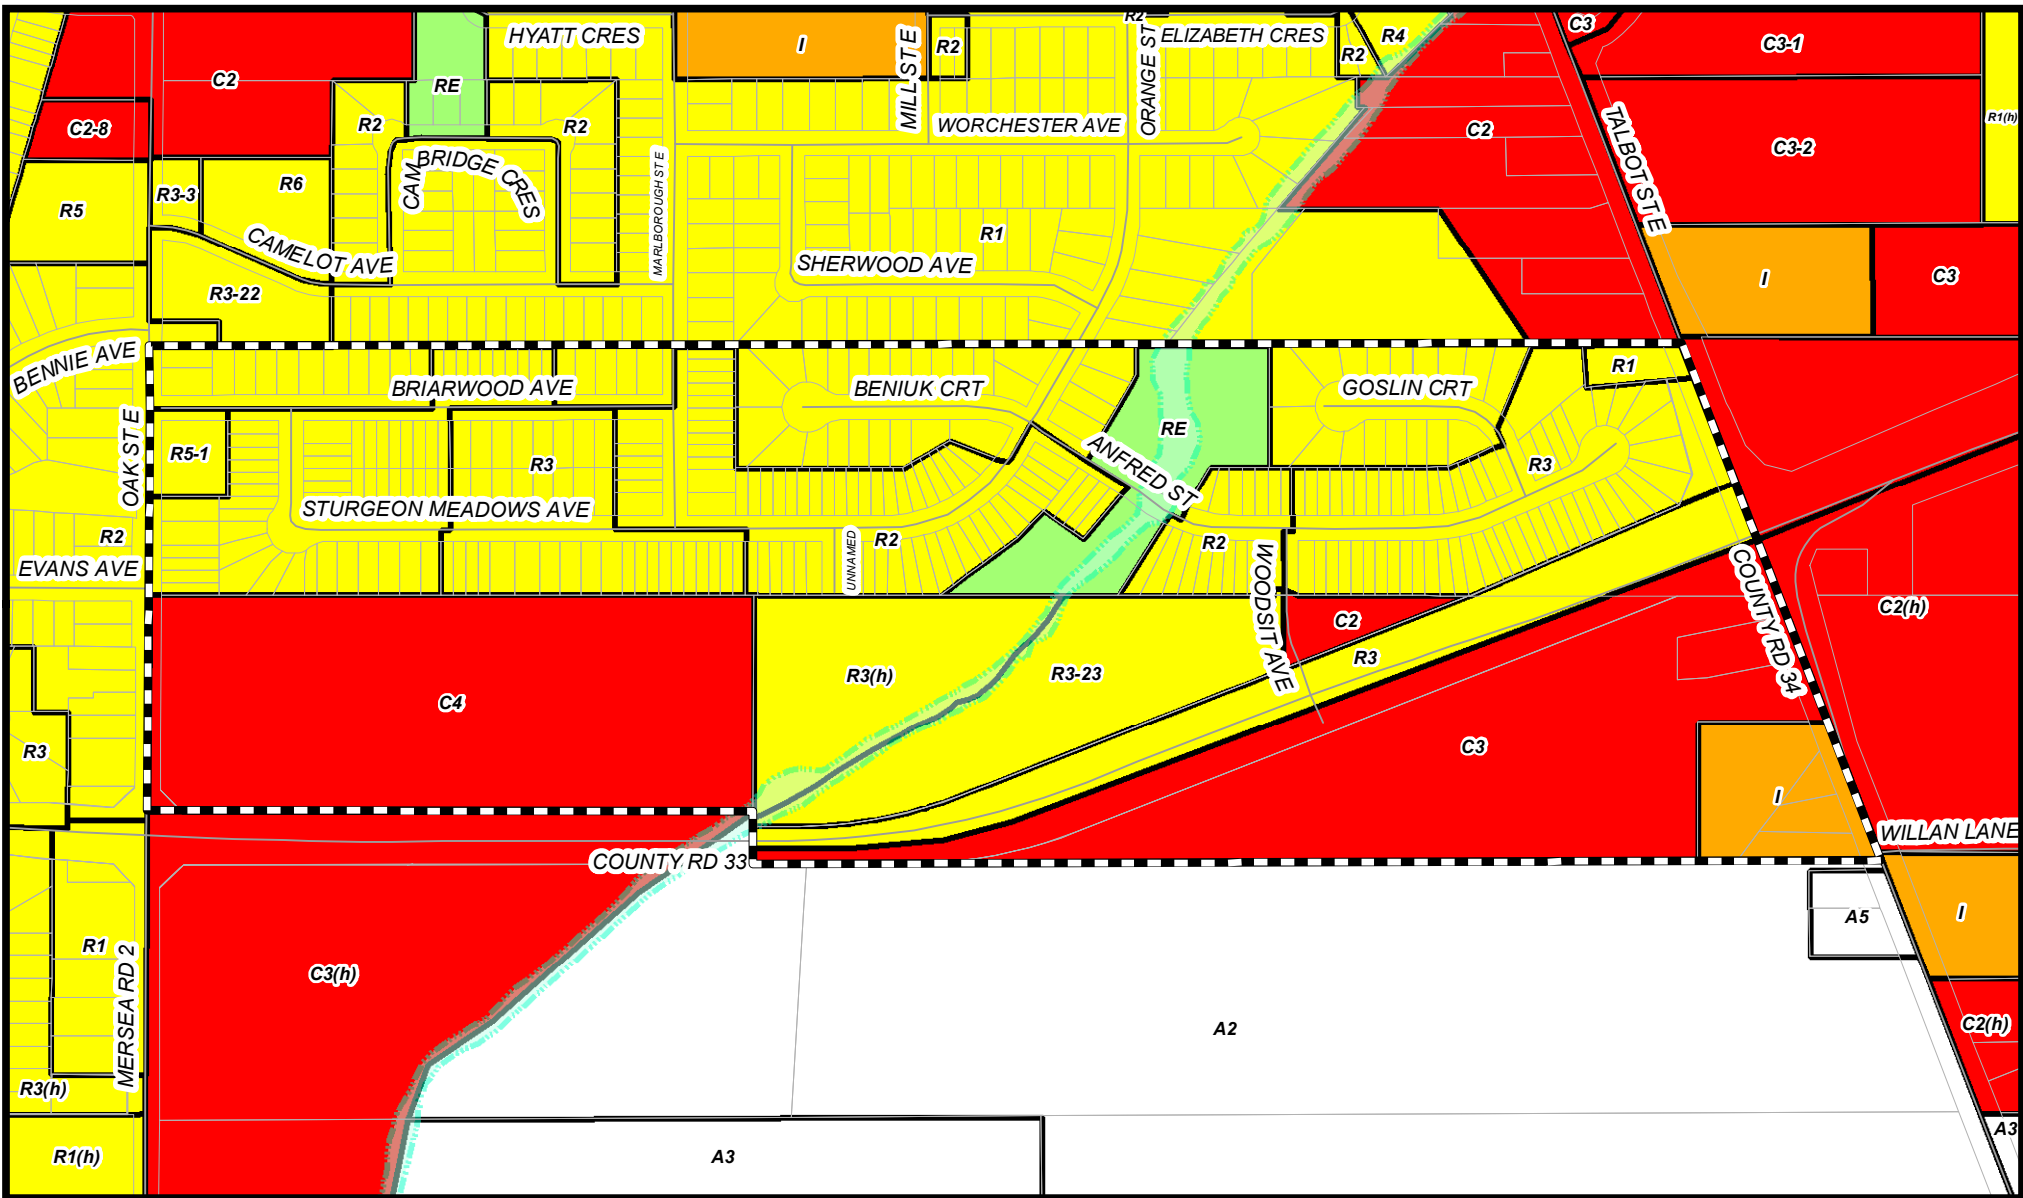 HYATT CRES
I
MILL ST E
R2
R2
ORANGE ST
ELIZABETH CRES
R2
R4
C3
C3-1
C2
RE
C2-8
R2
R2
WORCHESTER AVE
C2
TALBOT ST E
C3-2
R1(h)
CAM
BRIDGE CRES
MARLBOROUGH ST E
R3-3
R6
R5
R1
CAMELOT AVE
SHERWOOD AVE
R3-22
I
C3
BENNIE AVE
BRIARWOOD AVE
BENIUK CRT
GOSLIN CRT
R1
OAK ST E
R5-1
R3
RE
ANFRED ST
R3
STURGEON MEADOWS AVE
R2
EVANS AVE
UNNAMED
R2
R2
WOODSIT AVE
COUNTY RD 34
C2(h)
C2
R3
C4
R3(h)
R3-23
R3
C3
I
WILLAN LANE
COUNTY RD 33
A5
I
R1
MERSEA RD 2
C3(h)
A2
C2(h)
R3(h)
R1(h)
A3
A3